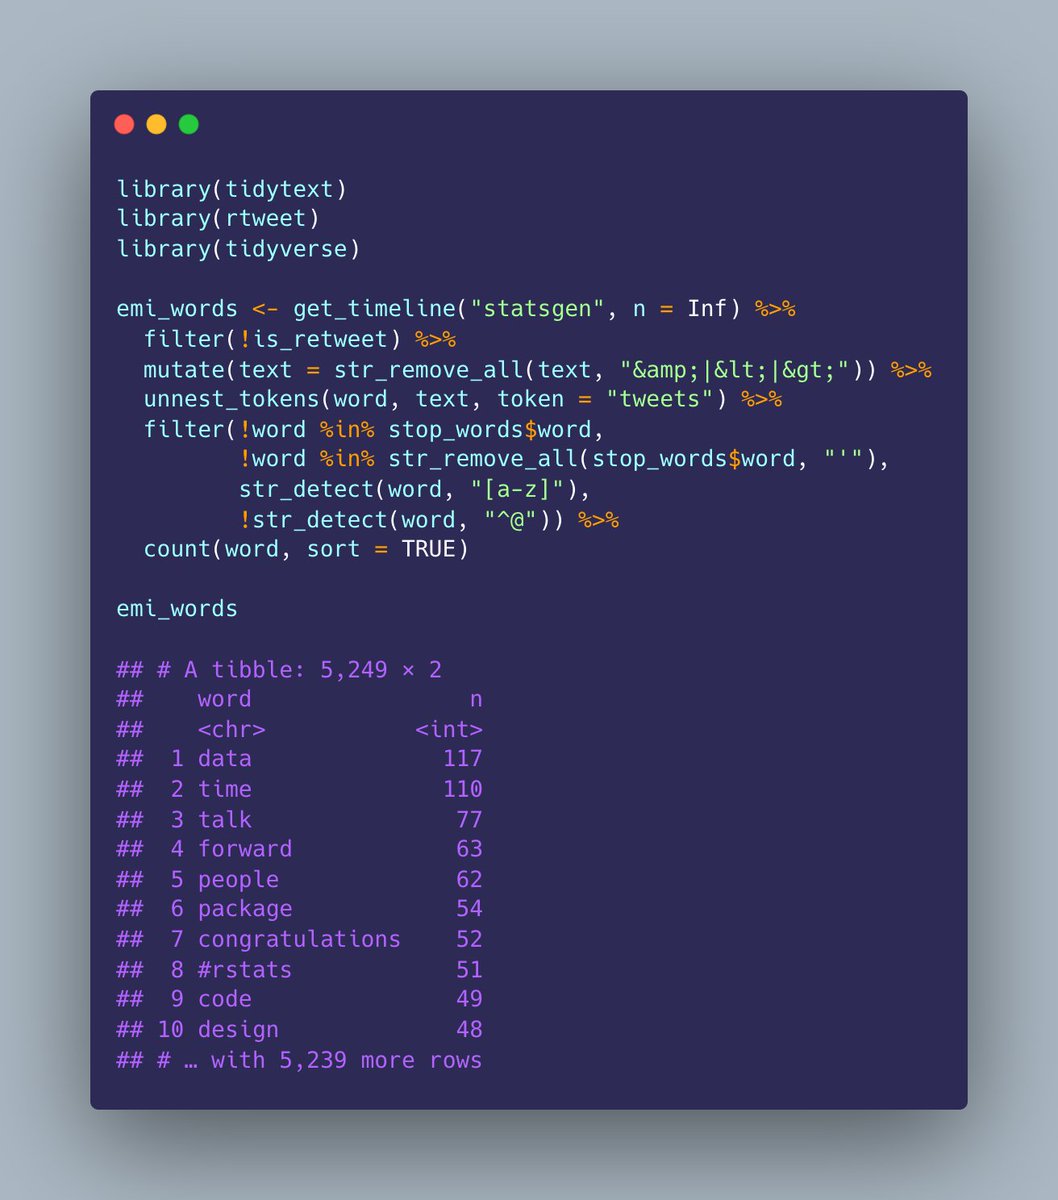 library(tidytext)
library(rtweet)
library(tidyverse)

emi_words <- get_timeline("statsgen", n = Inf) %>%
  filter(!is_retweet) %>%
  mutate(text = str_remove_all(text, "&amp;|&lt;|&gt;")) %>%
  unnest_tokens(word, text, token = "tweets") %>%
  filter(!word %in% stop_words$word,
         !word %in% str_remove_all(stop_words$word, "'"),
         str_detect(word, "[a-z]"),
         !str_detect(word, "^@")) %>%
  count(word, sort = TRUE)

emi_words

## # A tibble: 5,249 × 2
##    word                n
##    <chr>           <int>
##  1 data              117
##  2 time              110
##  3 talk               77
##  4 forward            63
##  5 people             62
##  6 package            54
##  7 congratulations    52
##  8 #rstats            51
##  9 code               49
## 10 design             48
## # … with 5,239 more rows